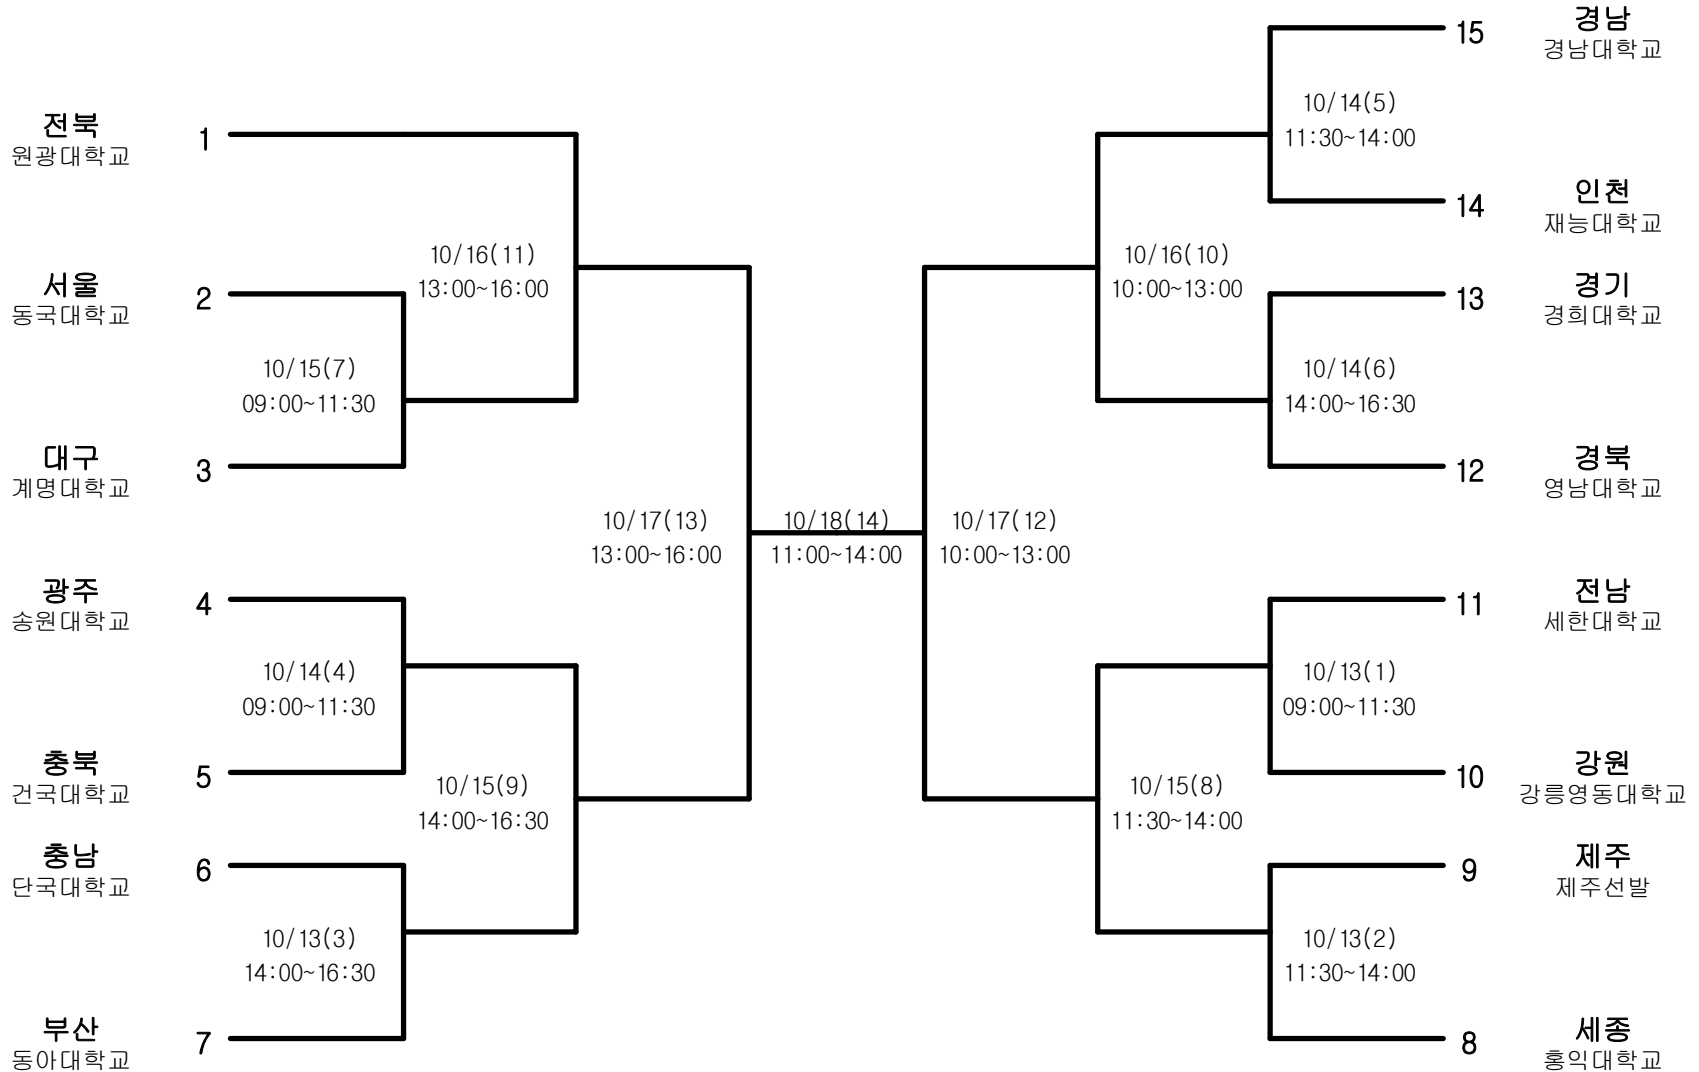 전북
원광대학교
1
서울
동국대학교
2
10/15(7)
09:00~11:30
대구
계명대학교
3
10/16(11)
13:00~16:00
광주
송원대학교
4
10/14(4)
09:00~11:30
충북
건국대학교
5
10/15(9)
14:00~16:30
충남
단국대학교
6
10/13(3)
14:00~16:30
부산
동아대학교
7
10/17(13)
13:00~16:00
10/18(14)
11:00~14:00
10/17(12)
10:00~13:00
15
경남
경남대학교
10/14(5)
11:30~14:00
14
인천
재능대학교
10/16(10)
10:00~13:00
13
경기
경희대학교
10/14(6)
14:00~16:30
12
경북
영남대학교
11
전남
세한대학교
10/13(1)
09:00~11:30
10
강원
강릉영동대학교
10/15(8)
11:30~14:00
9
제주
제주선발
10/13(2)
11:30~14:00
8
세종
홍익대학교